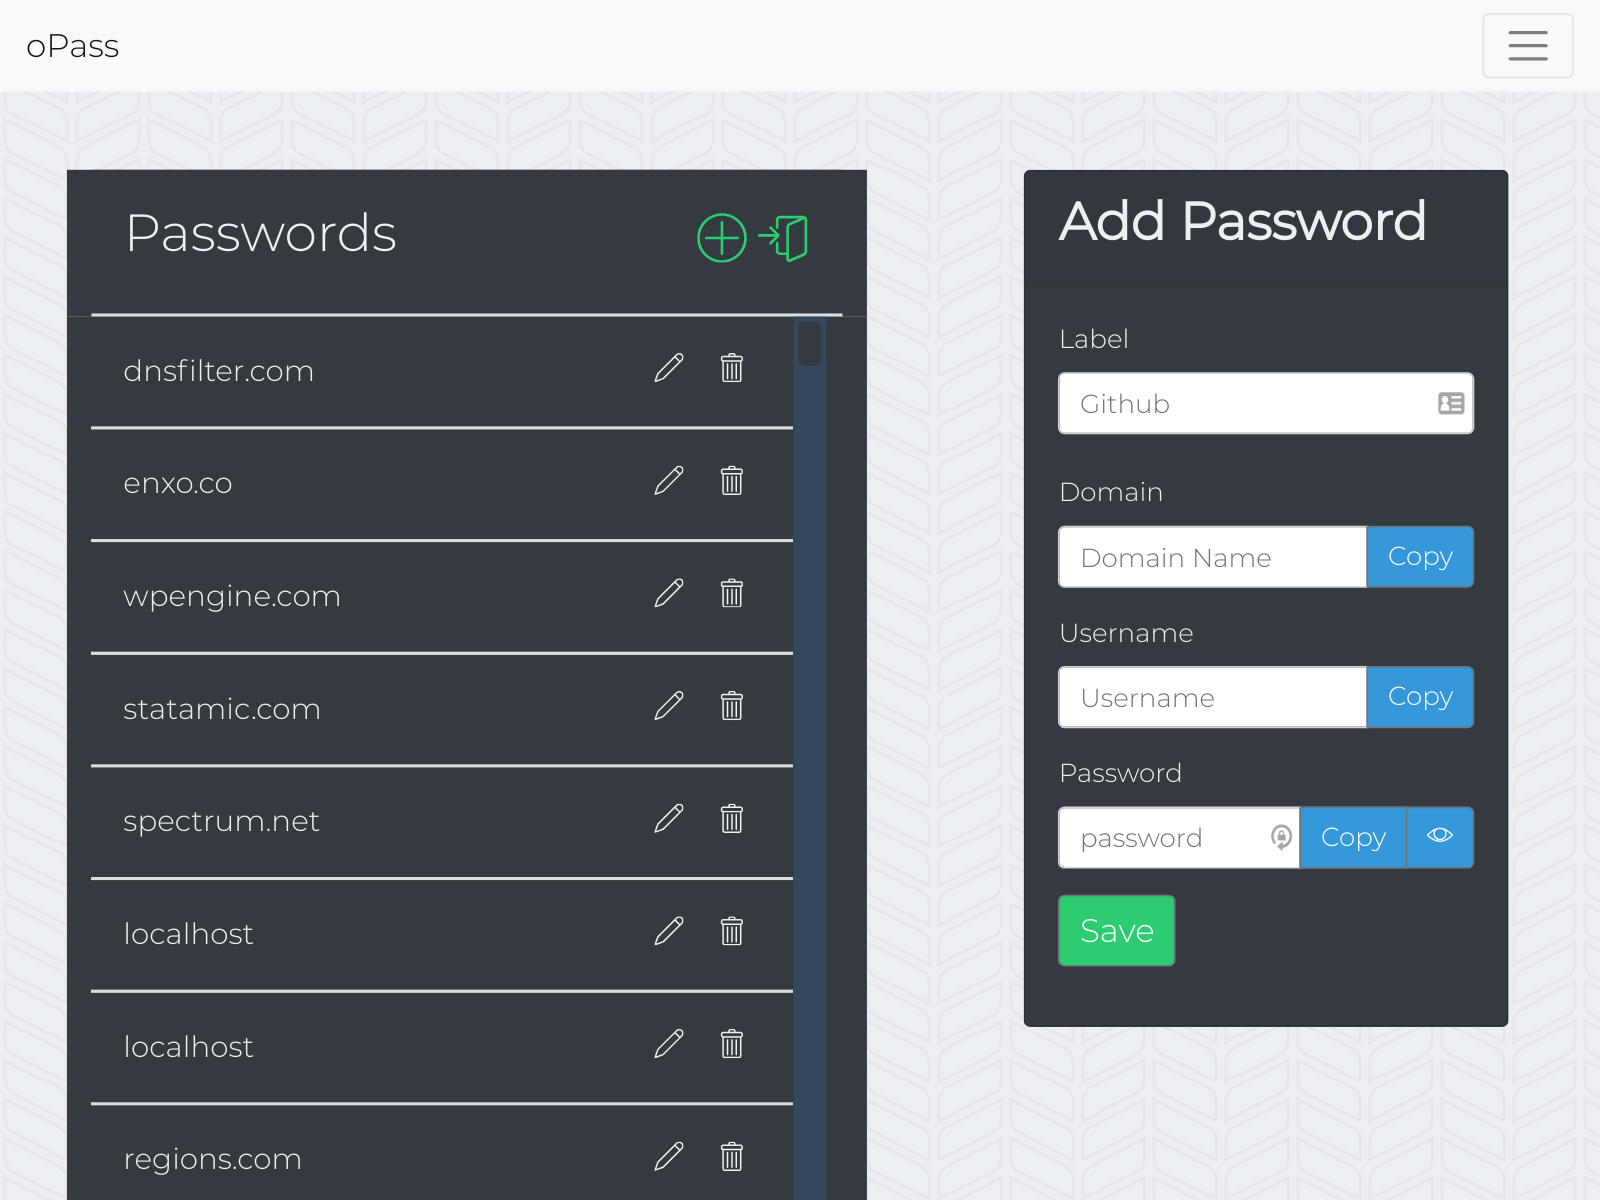 oPass
Passwords
dnsfilter.com
enxo.co
wpengine.com
statamic.com
spectrum.net
localhost
localhost
regions.com
Add Password
Label
Github
Domain
Domain Name Copy
Username
Username Copy
Password
password Copy
Save